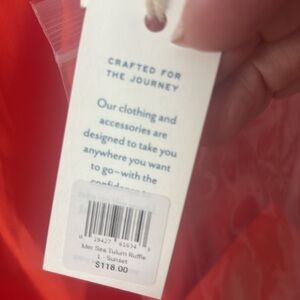 CRAFTED FOR
THE JOURNEY
Our clothing and
accessories are
designed to take you
anywhere you want
to go—with the
Mer Sea Tulum Ruffle
L - Sunset
$118.00